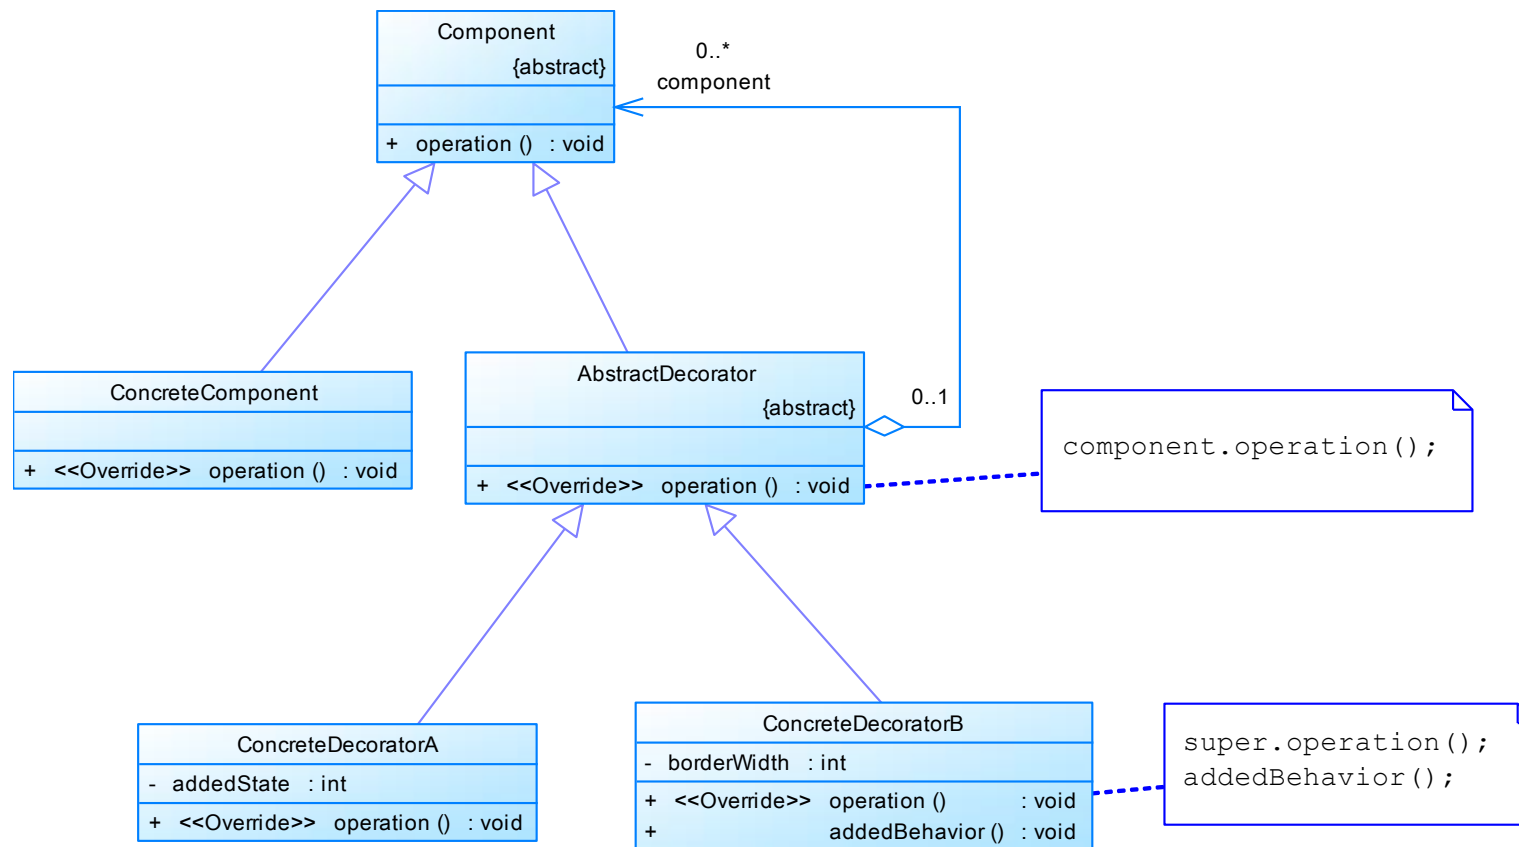 Component
{abstract}
+ operation () : void
0..*
component
ConcreteComponent
+ <<Override>> operation () : void
AbstractDecorator
{abstract}
+ <<Override>> operation () : void
0..1
component.operation();
ConcreteDecoratorA
- addedState : int
+ <<Override>> operation () : void
ConcreteDecoratorB
- borderWidth : int
+ <<Override>> operation () : void
+ addedBehavior () : void
super.operation();
addedBehavior();